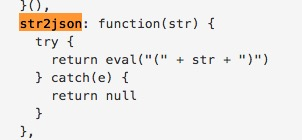 }(),
str2json: function(str) {
try {
return eval("(" + str + ")")
} catch(e) {
return null
}
},